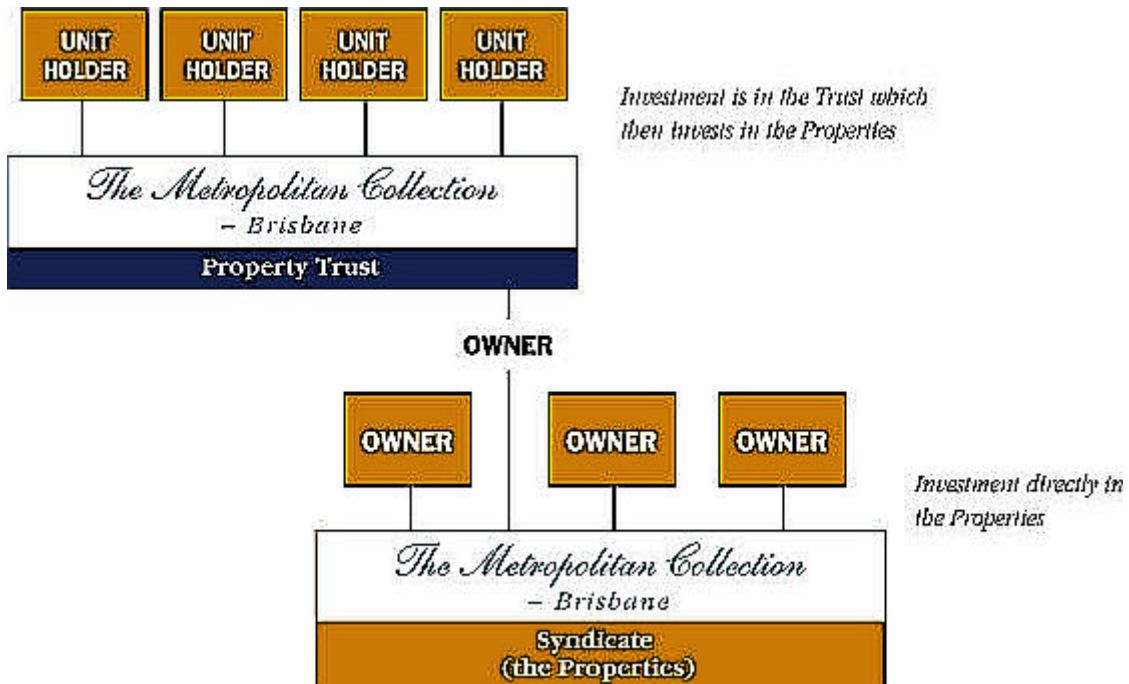 UNIT
HOLDER
UNIT
HOLDER
UNIT
HOLDER
UNIT
HOLDER
Investment is in the Trust which
then invests in the Properties
The Metropolitan Collection
– Brisbane
Property Trust
OWNER
OWNER
OWNER
OWNER
Investment directly in
the Properties
The Metropolitan Collection
– Brisbane
Syndicate
(the Properties)